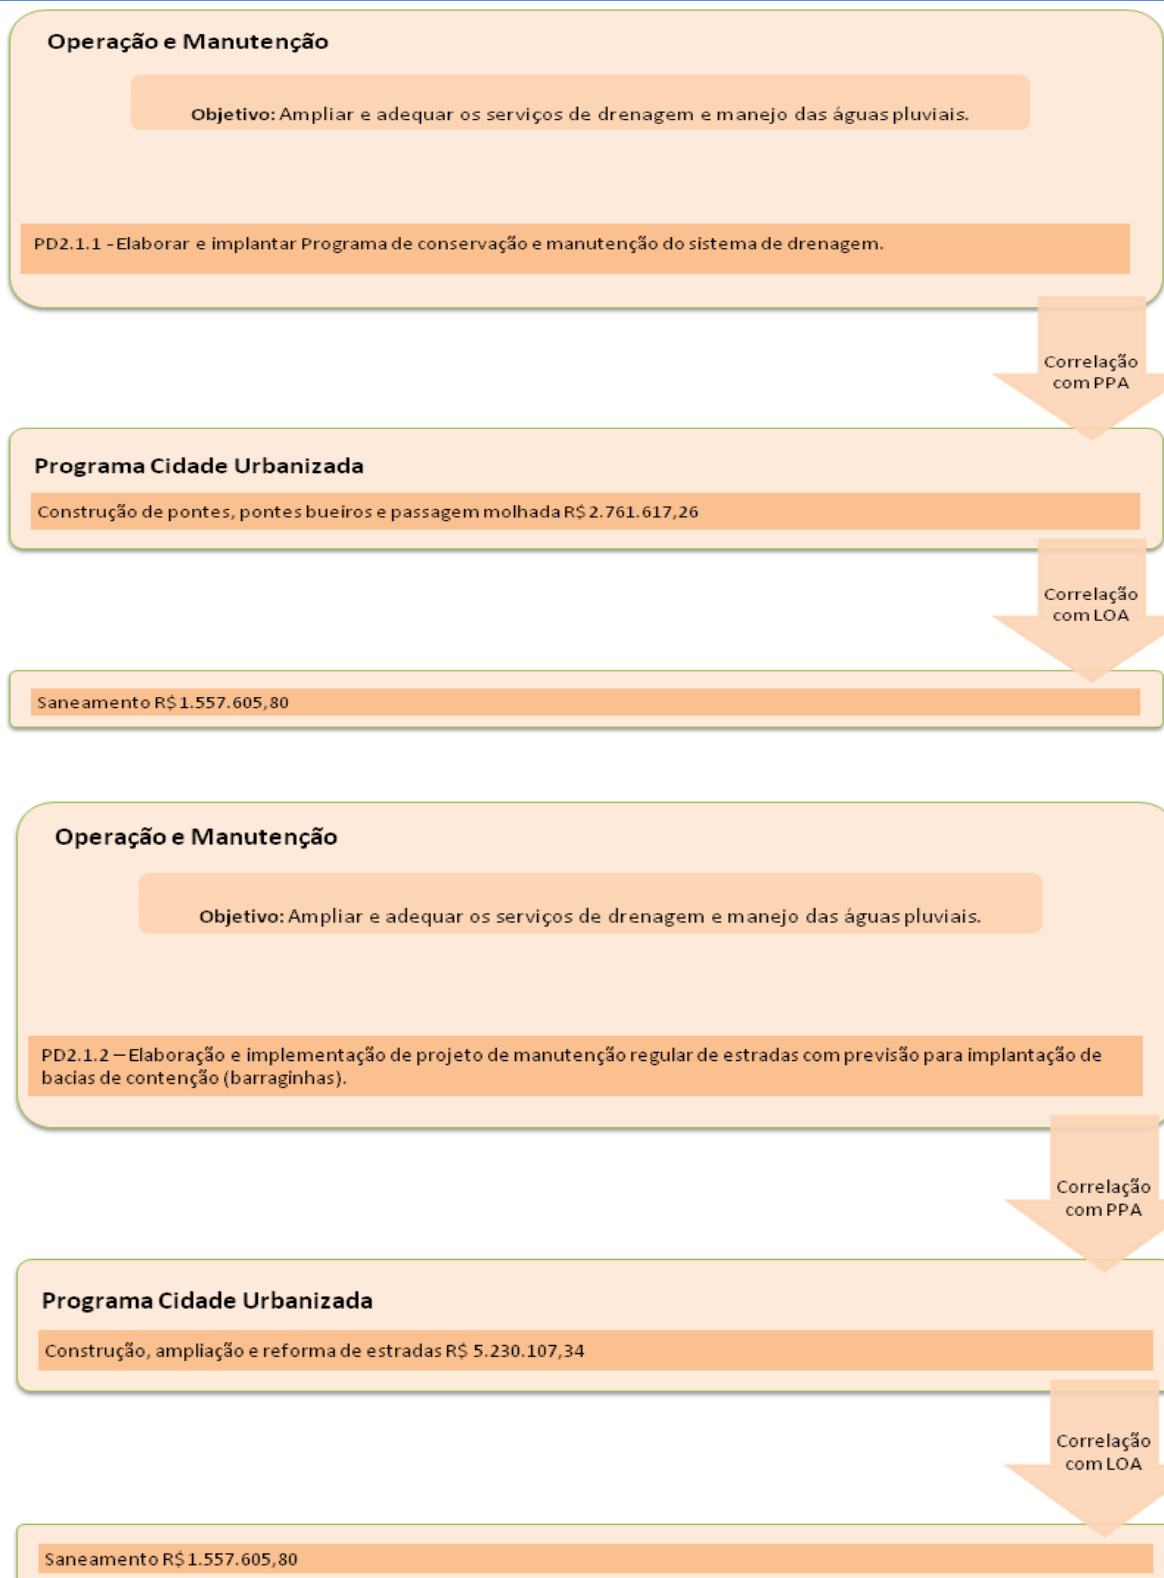 Operação e Manutenção
Objetivo: Ampliar e adequar os serviços de drenagem e manejo das águas pluviais.
PD2.1.1 - Elaborar e implantar Programa de conservação e manutenção do sistema de drenagem.
Correlação
com PPA
Programa Cidade Urbanizada
Construção de pontes, pontes bueiros e passagem molhada R$ 2.761.617,26
Correlação
com LOA
Saneamento R$ 1.557.605,80
Operação e Manutenção
Objetivo: Ampliar e adequar os serviços de drenagem e manejo das águas pluviais.
PD2.1.2 – Elaboração e implementação de projeto de manutenção regular de estradas com previsão para implantação de
bacias de contenção (barraginhas).
Correlação
com PPA
Programa Cidade Urbanizada
Construção, ampliação e reforma de estradas R$ 5.230.107,34
Correlação
com LOA
Saneamento R$ 1.557.605,80